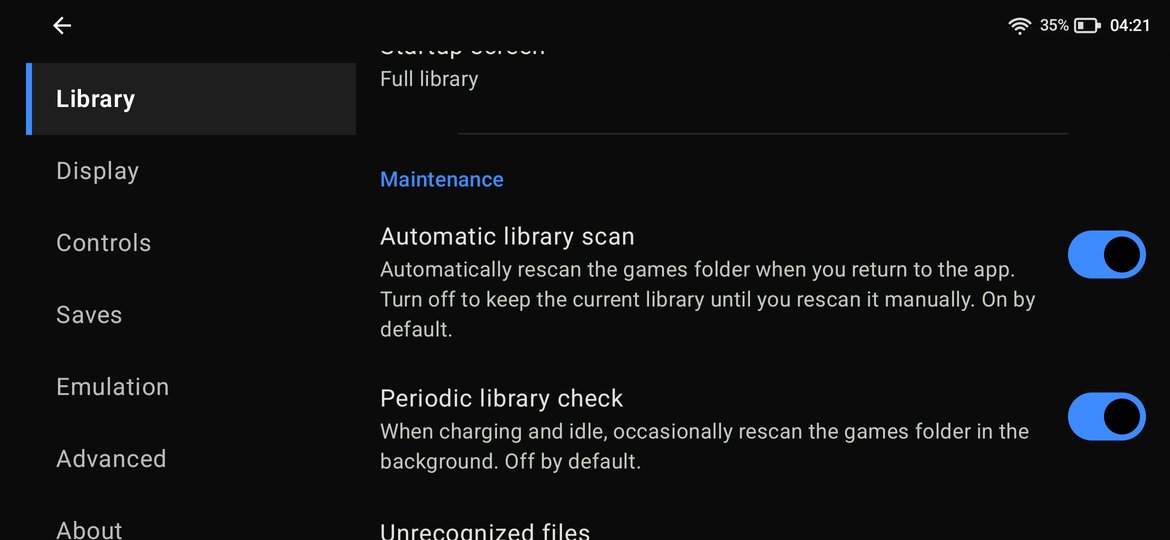 35% 04:21
Library
Display
Controls
Saves
Emulation
Advanced
About
Startup screen
Full library
Maintenance
Automatic library scan
Automatically rescan the games folder when you return to the app.
Turn off to keep the current library until you rescan it manually. On by
default.
Periodic library check
When charging and idle, occasionally rescan the games folder in the
background. Off by default.
Unrecognized files